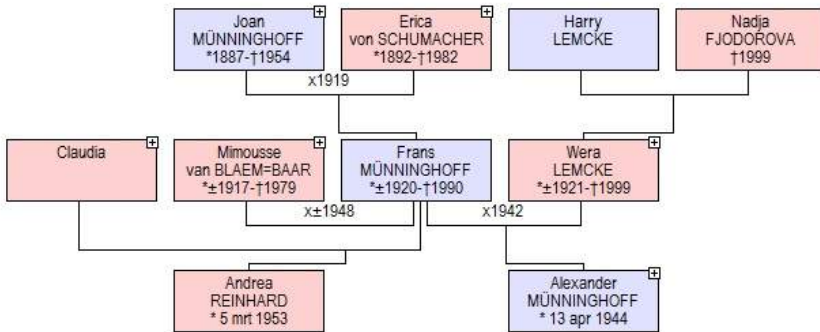 Joan
MÜNNINGHOFF
*1887-†1954
Erica
von SCHUMACHER
*1892-†1982
Harry
LEMCKE
Nadja
FJODOROVA
†1999
x1919
Claudia
Mimousse
van BLAEM=BAAR
*±1917-†1979
Frans
MÜNNINGHOFF
*±1920-†1990
Wera
LEMCKE
*±1921-†1999
x±1948
x1942
Andrea
REINHARD
* 5 mrt 1953
Alexander
MÜNNINGHOFF
* 13 apr 1944